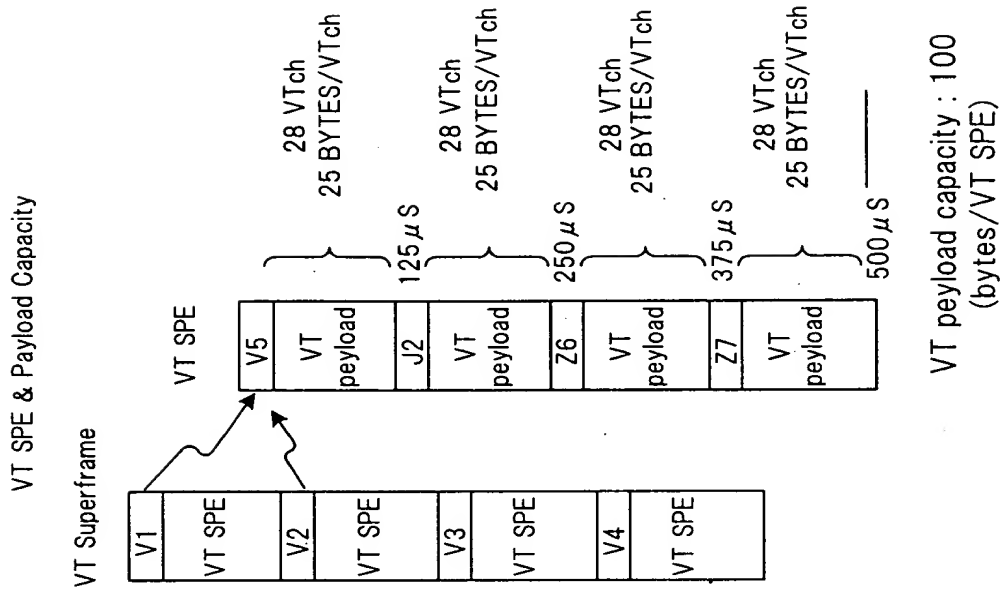 VT SPE & Payload Capacity
VT Superframe
V1
VT SPE
V2
VT SPE
V3
VT SPE
V4
VT SPE
VT SPE
V5
VT
peyload
J2
VT
peyload
Z6
VT
peyload
Z7
VT
peyload
28 VTch
25 BYTES/VTch
125μS
28 VTch
25 BYTES/VTch
250μS
28 VTch
25 BYTES/VTch
375μS
28 VTch
25 BYTES/VTch
500μS
VT peyload capacity : 100
(bytes/VT SPE)